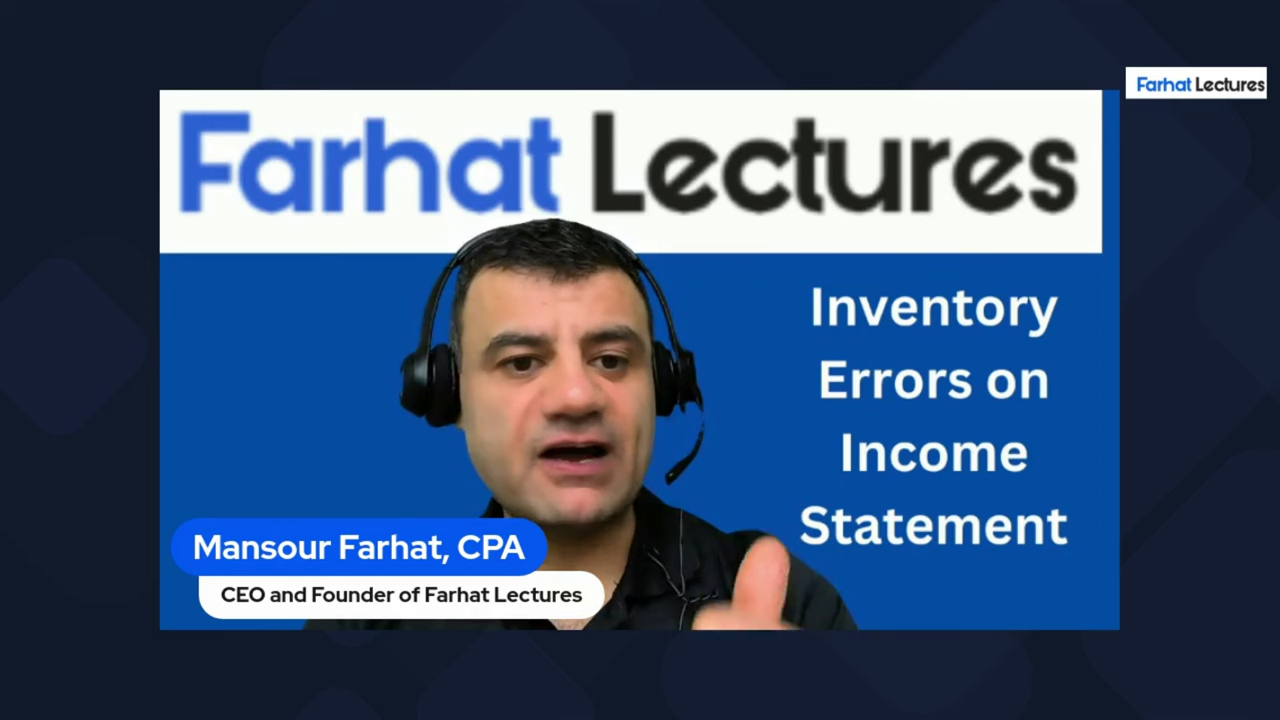 Farhat Lectures
Farhat Lectures
Inventory
Errors on
Income
Statement
Mansour Farhat, CPA
CEO and Founder of Farhat Lectures